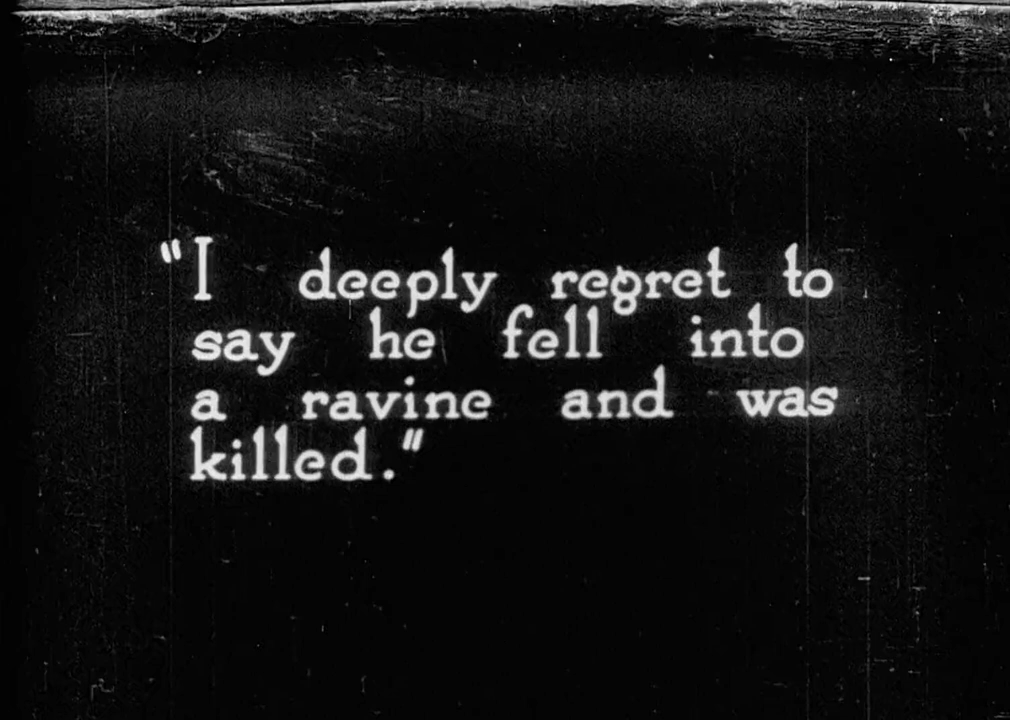 "I deeply regret to
say he fell into
a ravine and was
killed."